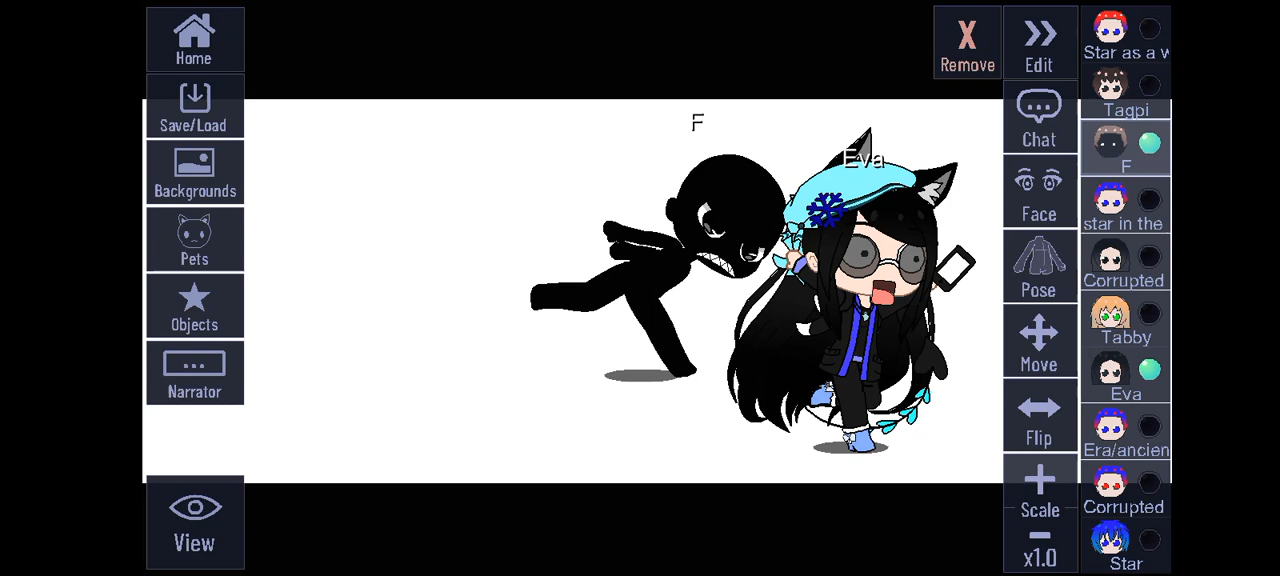 Home
Save/Load
Backgrounds
Pets
Objects
Narrator
View
F
Eva
X
Remove
Edit
Chat
Face
Pose
Move
Flip
Scale
x1.0
Star as a w
Tagpi
F
star in the
Corrupted
Tabby
Eva
Era/ancien
Corrupted
Star